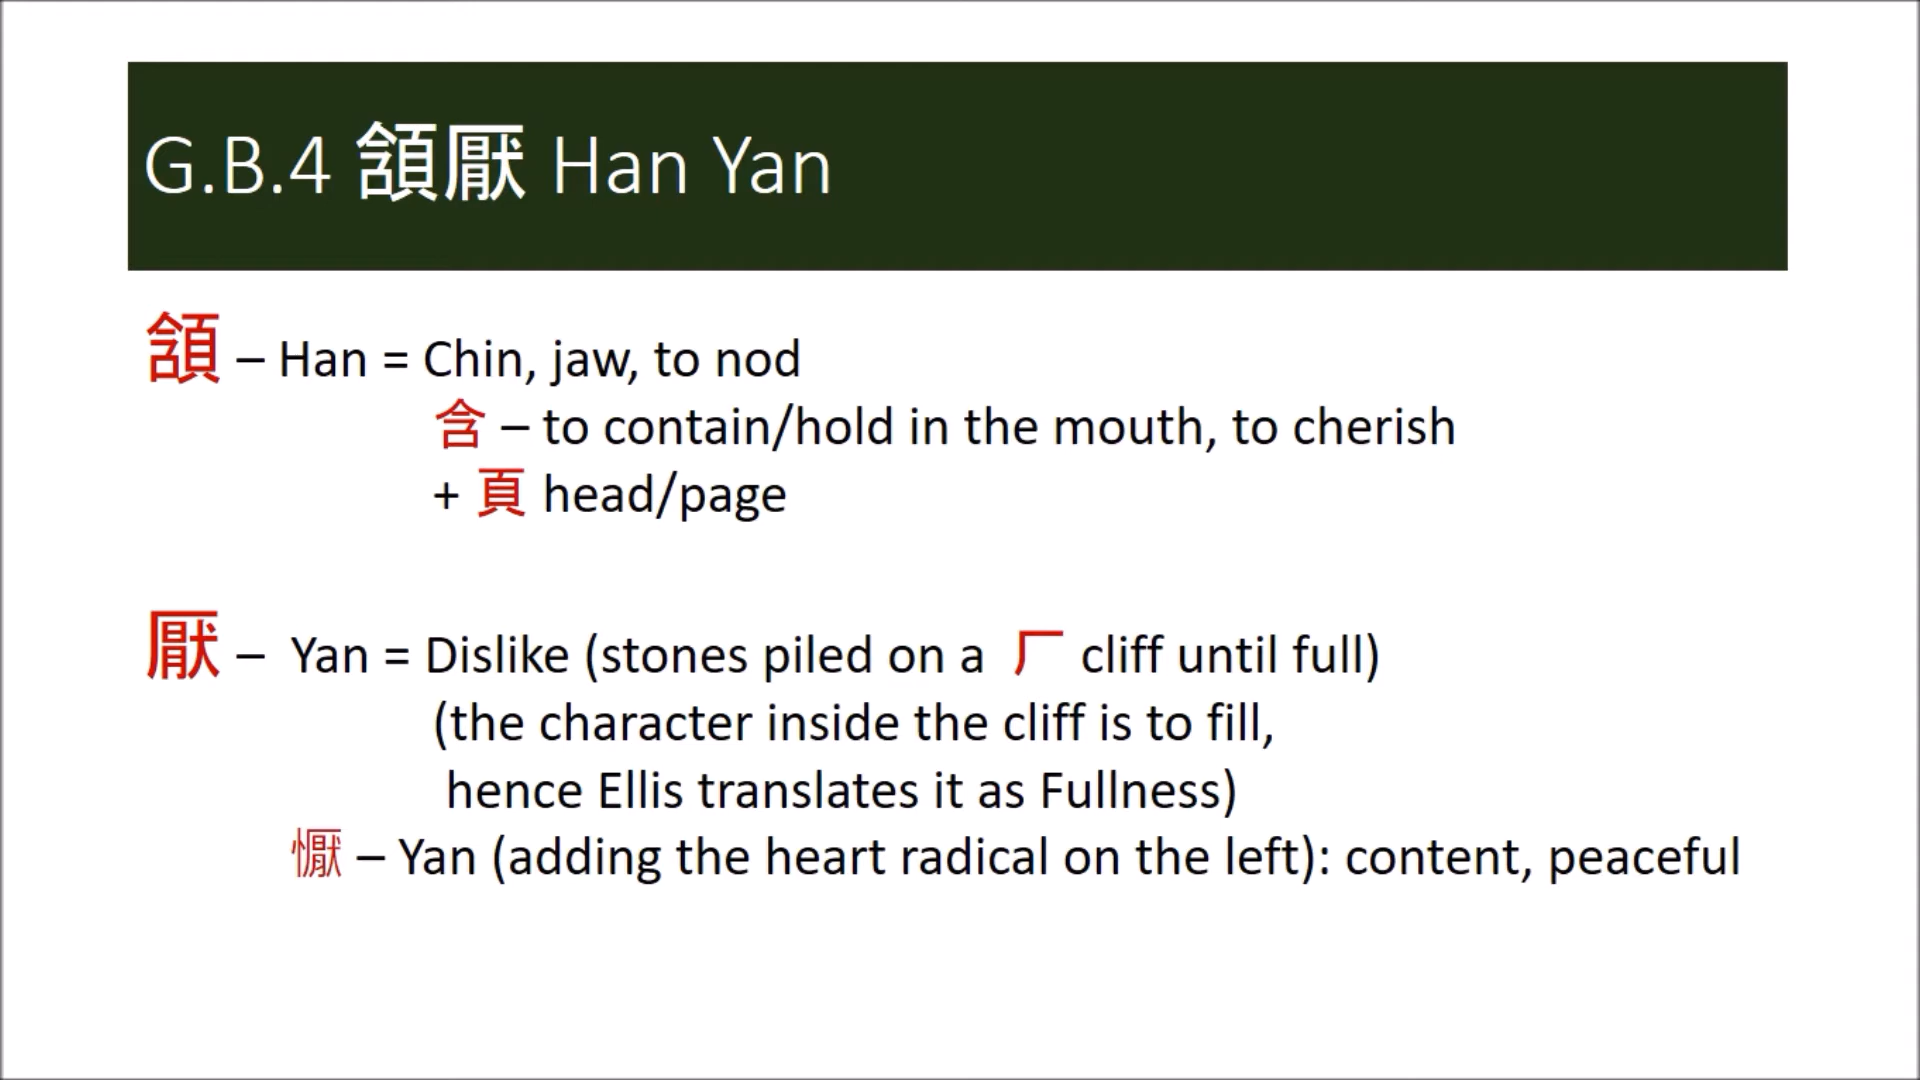 G.B.4 頷厭 Han Yan
頷 – Han = Chin, jaw, to nod
含 – to contain/hold in the mouth, to cherish
+ 頁 head/page
厭 – Yan = Dislike (stones piled on a 厂 cliff until full)
(the character inside the cliff is to fill,
hence Ellis translates it as Fullness)
懨 – Yan (adding the heart radical on the left): content, peaceful